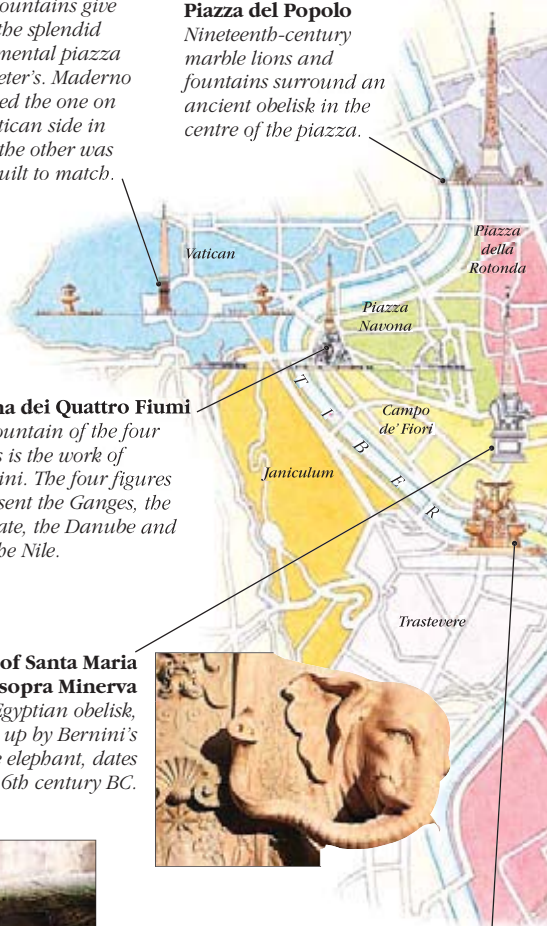 ountains give
the splendid
mental piazza
eter's. Maderno
ed the one on
tican side in
the other was
uilt to match.
Piazza del Popolo
Nineteenth-century
marble lions and
fountains surround an
ancient obelisk in the
centre of the piazza.
Vatican
Piazza
della
Rotonda
Piazza
Navona
na dei Quattro Fiumi
ountain of the four
s is the work of
ini. The four figures
sent the Ganges, the
ate, the Danube and
he Nile.
TIBER
Campo
de' Fiori
Janiculum
Trastevere
of Santa Maria
sopra Minerva
Egyptian obelisk,
up by Bernini's
e elephant, dates
6th century BC.